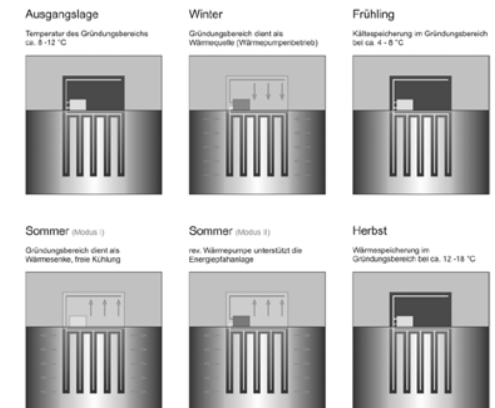 Ausgangslage
Temperatur des Gründungsbereichs
ca. 8 -12 °C
Winter
Gründungsbereich dient als
Wärmequelle (Wärmepumpenbetrieb)
Frühling
Kältespeicherung im Gründungsbereich
bei ca. 4 - 8 °C
Sommer (Modus I)
Gründungsbereich dient als
Wärmesenke, freie Kühlung
Sommer (Modus II)
rev. Wärmepumpe unterstützt die
Energiepfahlanlage
Herbst
Wärmespeicherung im
Gründungsbereich bei ca. 12 -18 °C